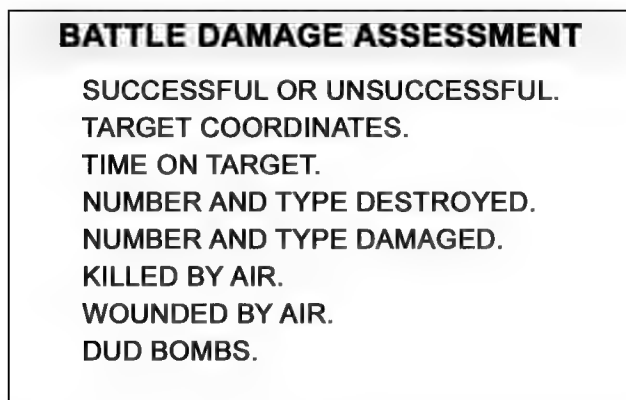 BATTLE DAMAGE ASSESSMENT
SUCCESSFUL OR UNSUCCESSFUL.
TARGET COORDINATES.
TIME ON TARGET.
NUMBER AND TYPE DESTROYED.
NUMBER AND TYPE DAMAGED.
KILLED BY AIR.
WOUNDED BY AIR.
DUD BOMBS.